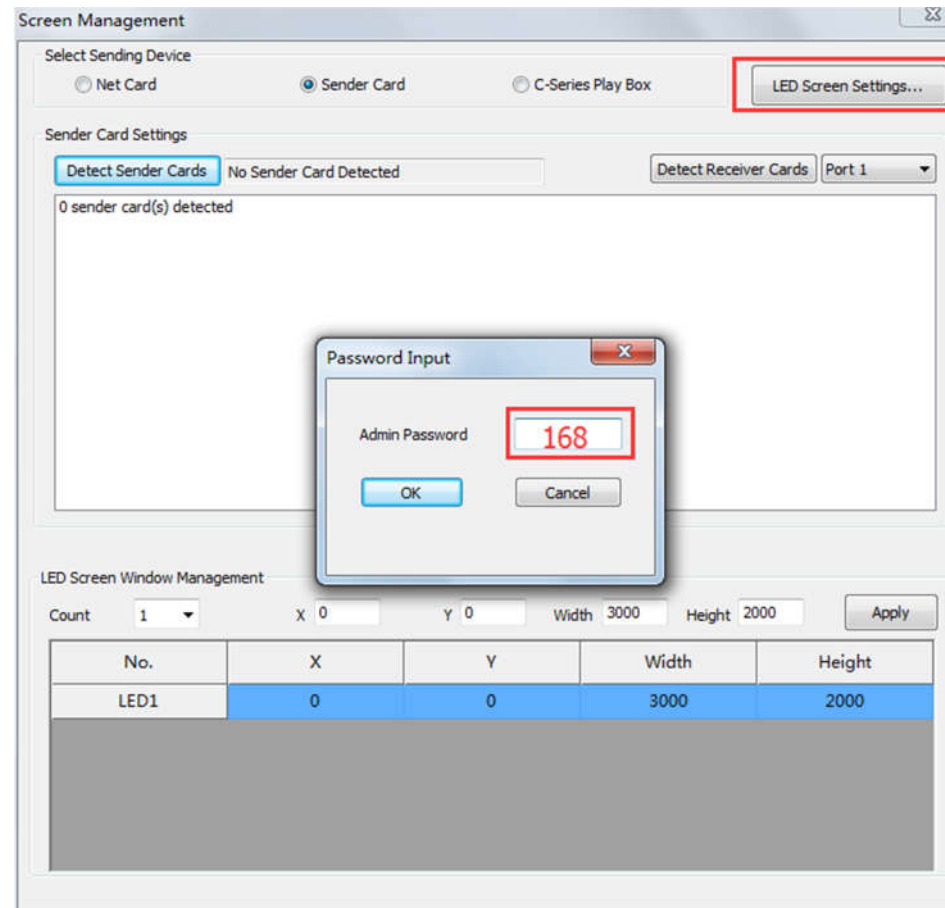 Screen Management
Select Sending Device
Net Card Sender Card C-Series Play Box LED Screen Settings...
Sender Card Settings
Detect Sender Cards No Sender Card Detected Detect Receiver Cards Port 1
0 sender card(s) detected
Password Input
Admin Password 168
OK Cancel
LED Screen Window Management
Count 1 X 0 Y 0 Width 3000 Height 2000 Apply
No. X Y Width Height
LED1 0 0 3000 2000